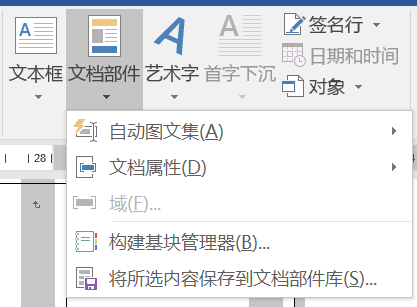 文本框 文档部件 艺术字 首字下沉
签名行
日期和时间
对象
自动图文集(A)
28
文档属性(D)
域(F)...
构建基块管理器(B)...
将所选内容保存到文档部件库(S)...